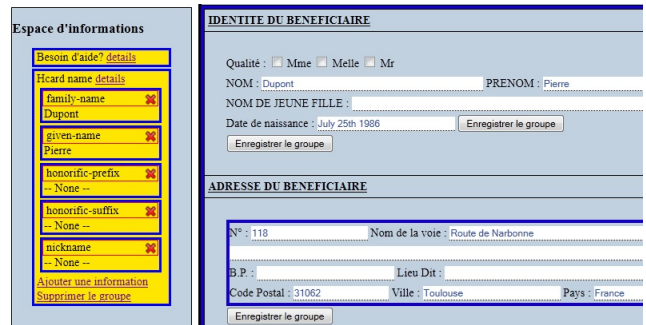 Espace d'informations
Besoin d'aide? details
Hcard name details
family-name
Dupont
given-name
Pierre
honorific-prefix
-- None --
honorific-suffix
-- None --
nickname
-- None --
Ajouter une information
Supprimer le groupe
IDENTITE DU BENEFICIAIRE
Qualité : Mme Melle Mr
NOM : Dupont PRENOM : Pierre
NOM DE JEUNE FILLE :
Date de naissance : July 25th 1986 Enregistrer le groupe
Enregistrer le groupe
ADRESSE DU BENEFICIAIRE
N° : 118 Nom de la voie : Route de Narbonne
B.P. : Lieu Dit :
Code Postal : 31062 Ville : Toulouse Pays : France
Enregistrer le groupe